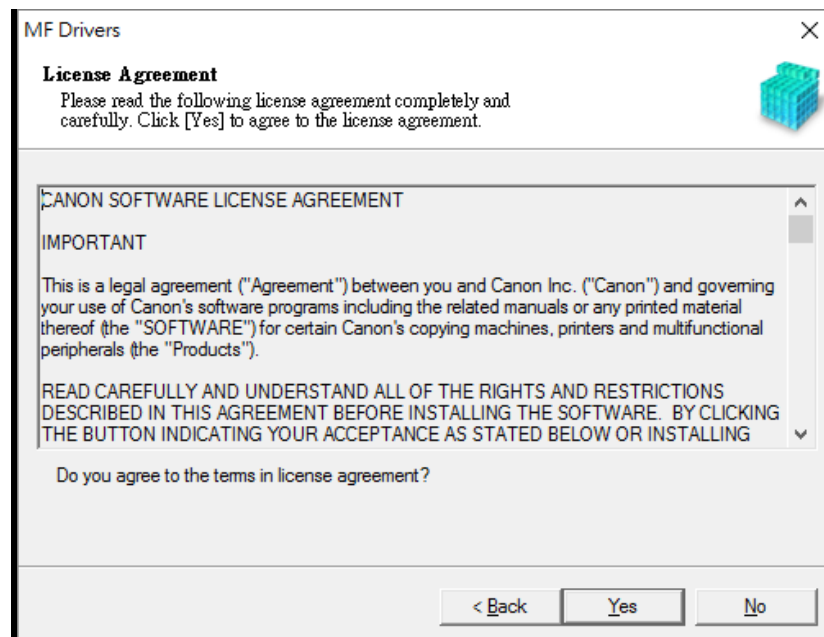 MF Drivers
License Agreement
Please read the following license agreement completely and
carefully. Click [Yes] to agree to the license agreement.
CANON SOFTWARE LICENSE AGREEMENT
IMPORTANT
This is a legal agreement ("Agreement") between you and Canon Inc. ("Canon") and governing
your use of Canon's software programs including the related manuals or any printed material
thereof (the "SOFTWARE") for certain Canon's copying machines, printers and multifunctional
peripherals (the "Products").
READ CAREFULLY AND UNDERSTAND ALL OF THE RIGHTS AND RESTRICTIONS
DESCRIBED IN THIS AGREEMENT BEFORE INSTALLING THE SOFTWARE.  BY CLICKING
THE BUTTON INDICATING YOUR ACCEPTANCE AS STATED BELOW OR INSTALLING
Do you agree to the terms in license agreement?
< Back
Yes
No